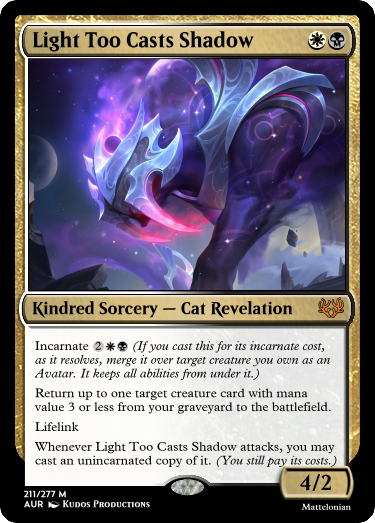 Light Too Casts Shadow
Kindred Sorcery — Cat Revelation
Incarnate 2 (If you cast this for its incarnate cost,
as it resolves, merge it over target creature you own as an
Avatar. It keeps all abilities from under it.)
Return up to one target creature card with mana
value 3 or less from your graveyard to the battlefield.
Lifelink
Whenever Light Too Casts Shadow attacks, you may
cast an unincarnated copy of it. (You still pay its costs.)
4/2
211/277 M
AUR Kudos Productions
Mattelonian